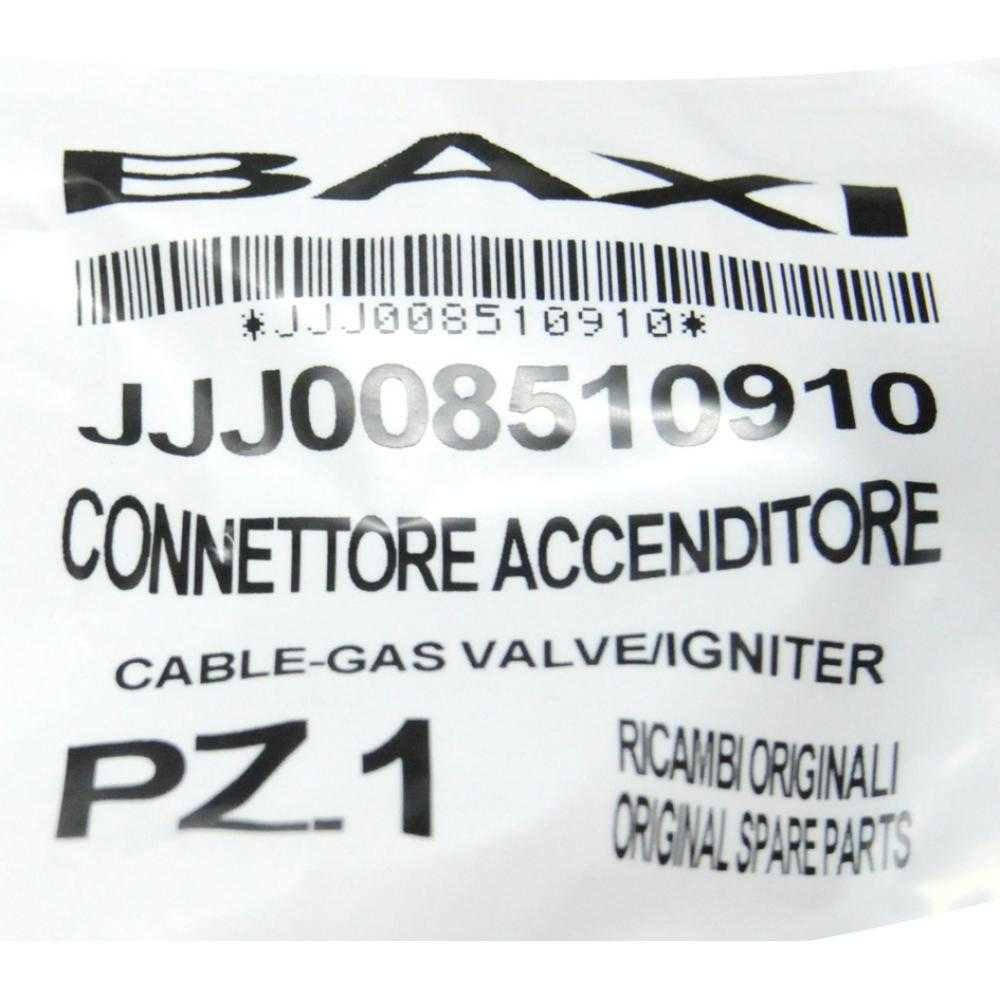 BAXI
*JJJ008510910*
JJJ008510910
CONNETTORE ACCENDITORE
CABLE-GAS VALVE/IGNITER
PZ.1
RICAMBI ORIGINALI
ORIGINAL SPARE PARTS